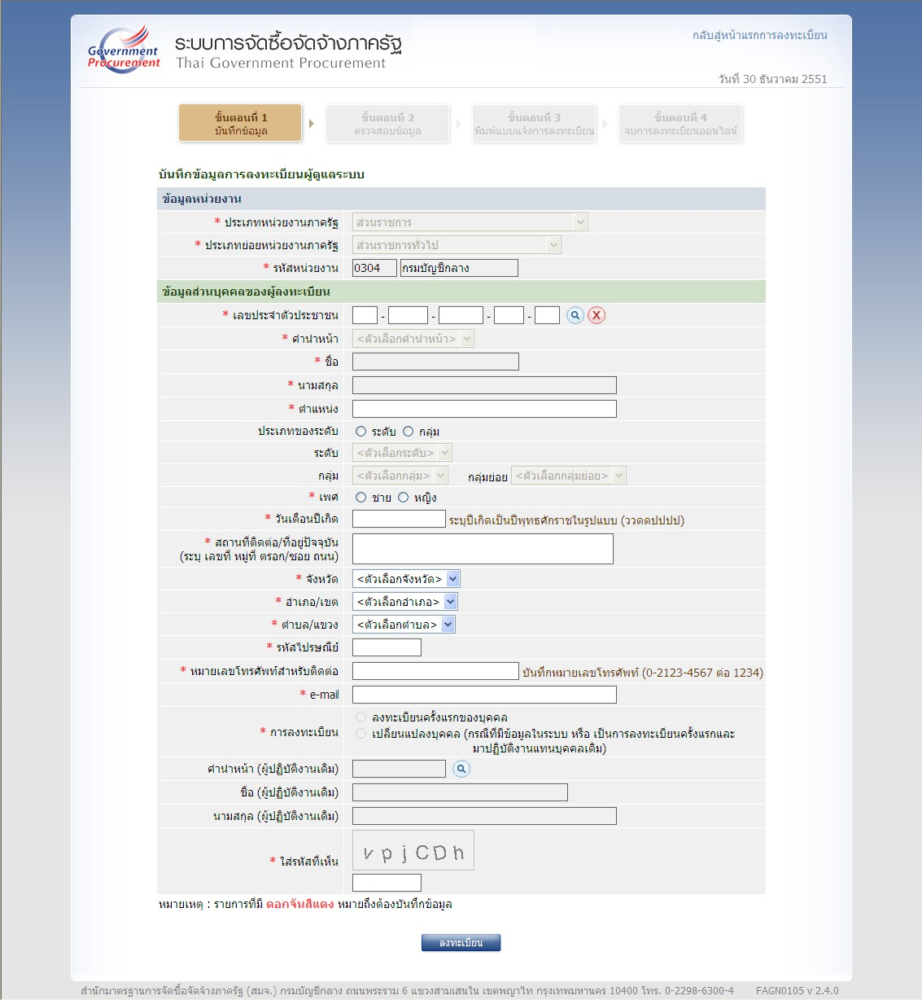 Government
Procurement
ระบบการจัดซื้อจัดจ้างภาครัฐ
Thai Government Procurement
กลับสู่หน้าแรกการลงทะเบียน
วันที่ 30 ธันวาคม 2551
ขั้นตอนที่ 1
บันทึกข้อมูล
ขั้นตอนที่ 2
ตรวจสอบข้อมูล
ขั้นตอนที่ 3
พิมพ์แบบแจ้งการลงทะเบียน
ขั้นตอนที่ 4
จบการลงทะเบียนออนไลน์
บันทึกข้อมูลการลงทะเบียนผู้ดูแลระบบ
ข้อมูลหน่วยงาน
* ประเภทหน่วยงานภาครัฐ ส่วนราชการ
* ประเภทย่อยหน่วยงานภาครัฐ ส่วนราชการทั่วไป
* รหัสหน่วยงาน 0304 กรมบัญชีกลาง
ข้อมูลส่วนบุคคลของผู้ลงทะเบียน
* เลขประจำตัวประชาชน - - - - X
* คำนำหน้า <ตัวเลือกคำนำหน้า>
* ชื่อ
* นามสกุล
* ตำแหน่ง
ประเภทของระดับ ระดับ กลุ่ม
ระดับ <ตัวเลือกระดับ>
กลุ่ม <ตัวเลือกกลุ่ม> กลุ่มย่อย <ตัวเลือกกลุ่มย่อย>
* เพศ ชาย หญิง
* วันเดือนปีเกิด ระบุปีเกิดเป็นปีพุทธศักราชในรูปแบบ (ววดดปปปป)
* สถานที่ติดต่อ/ที่อยู่ปัจจุบัน
(ระบุ เลขที่ หมู่ที่ ตรอก/ซอย ถนน)
* จังหวัด <ตัวเลือกจังหวัด>
* อำเภอ/เขต <ตัวเลือกอำเภอ>
* ตำบล/แขวง <ตัวเลือกตำบล>
* รหัสไปรษณีย์
* หมายเลขโทรศัพท์สำหรับติดต่อ บันทึกหมายเลขโทรศัพท์ (0-2123-4567 ต่อ 1234)
* e-mail
* การลงทะเบียน ลงทะเบียนครั้งแรกของบุคคล
เปลี่ยนแปลงบุคคล (กรณีที่มีข้อมูลในระบบ หรือ เป็นการลงทะเบียนครั้งแรกและ
มาปฏิบัติงานแทนบุคคลเดิม)
คำนำหน้า (ผู้ปฏิบัติงานเดิม)
ชื่อ (ผู้ปฏิบัติงานเดิม)
นามสกุล (ผู้ปฏิบัติงานเดิม)
* ใส่รหัสที่เห็น vpjCDh
หมายเหตุ : รายการที่มี ดอกจันสีแดง หมายถึงต้องบันทึกข้อมูล
ลงทะเบียน
สำนักมาตรฐานการจัดซื้อจัดจ้างภาครัฐ (สมจ.) กรมบัญชีกลาง ถนนพระราม 6 แขวงสามเสนใน เขตพญาไท กรุงเทพมหานคร 10400 โทร. 0-2298-6300-4 FAGN0105 v 2.4.0